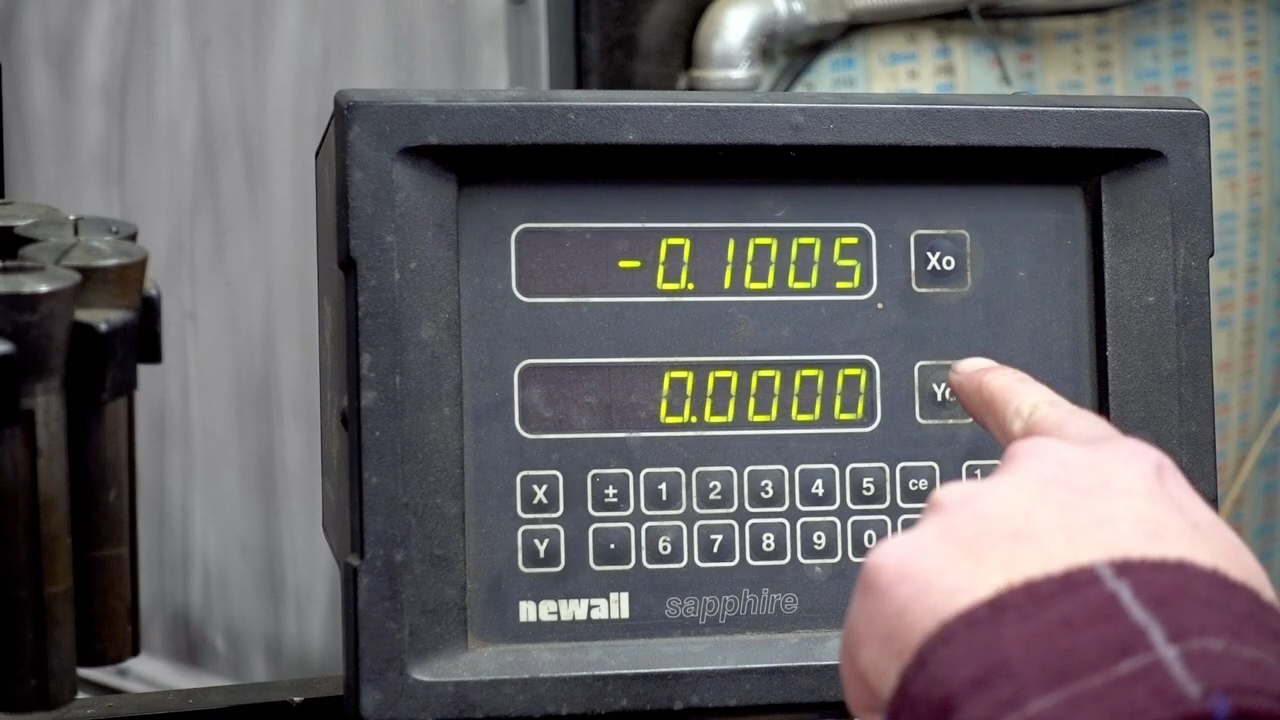 -0.1005 Xo
0.0000
X ± 1 2 3 4 5 ce
Y . 6 7 8 9 0
newall sapphire